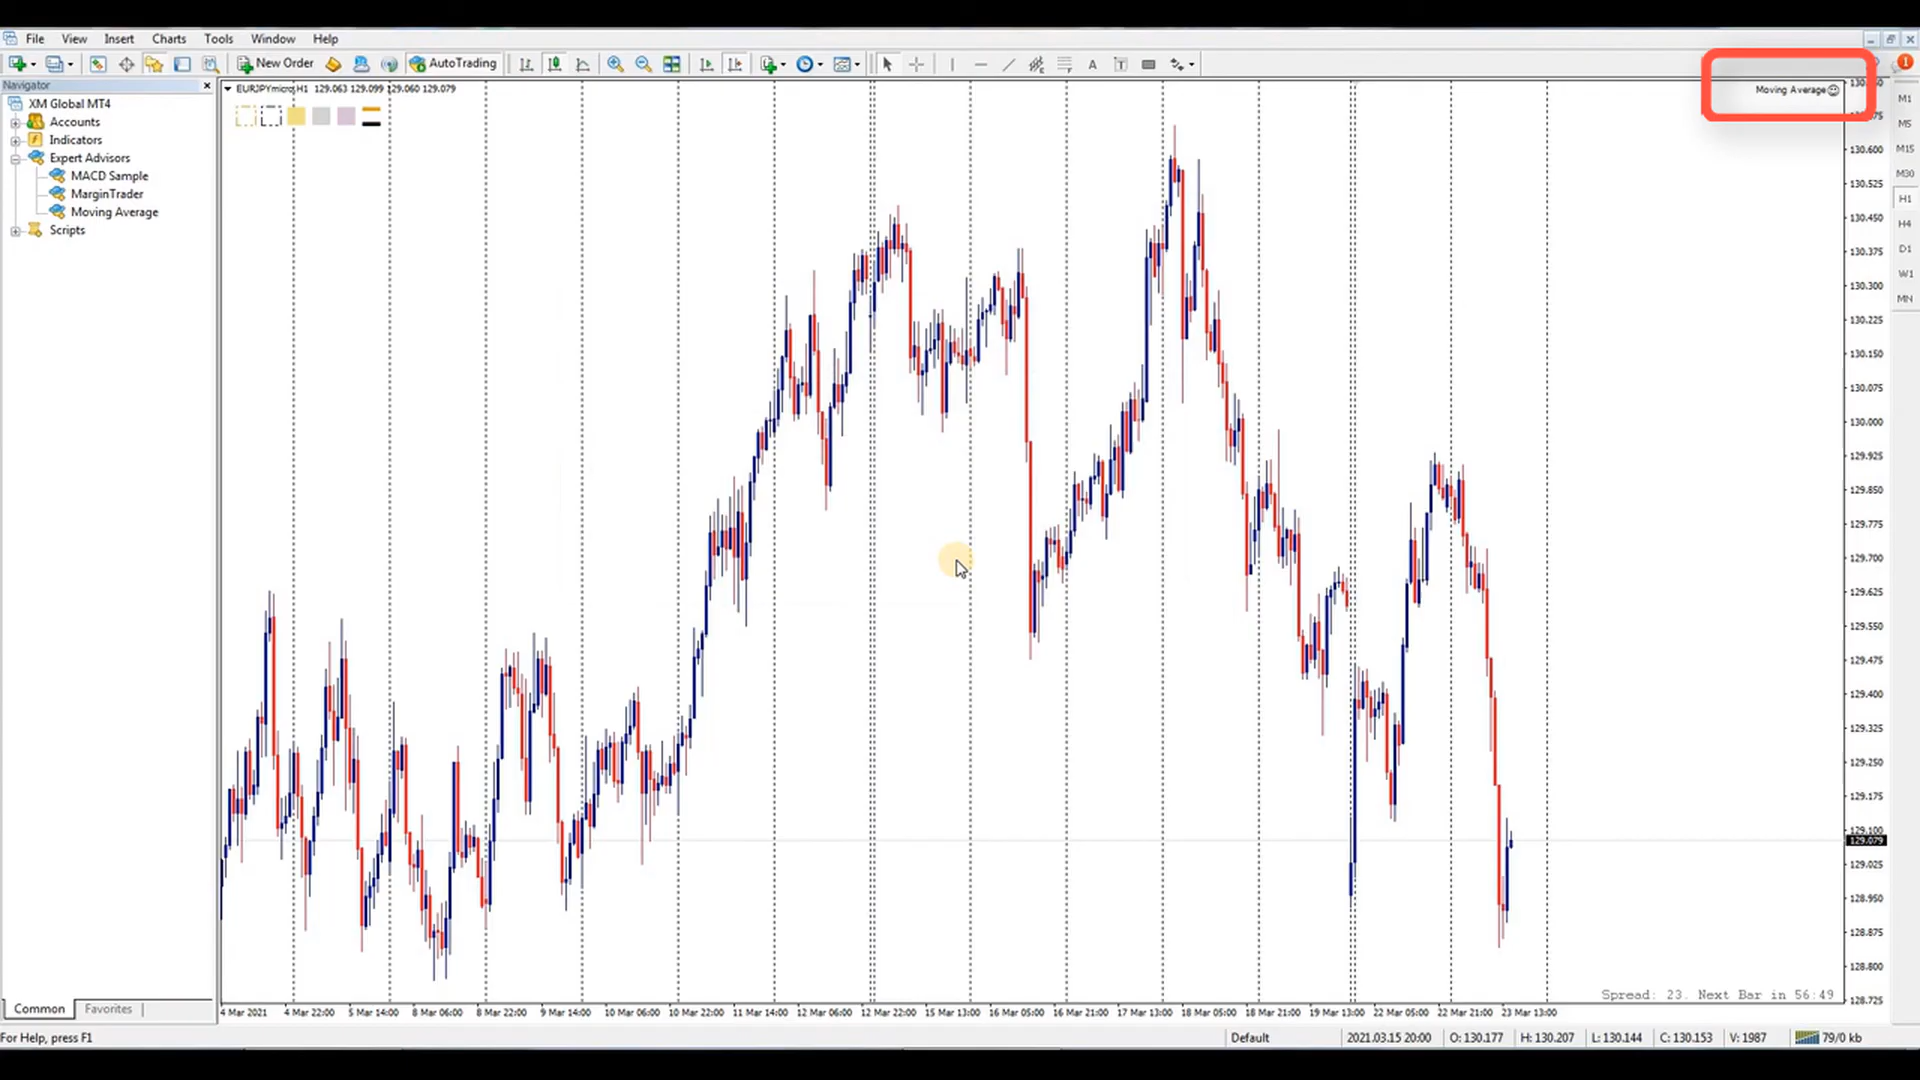 File View Insert Charts Tools Window Help
New Order AutoTrading
Navigator
XM Global MT4
Accounts
Indicators
Expert Advisors
MACD Sample
MarginTrader
Moving Average
Scripts
Common Favorites
EURJPYmicro,H1 129.063 129.099 129.060 129.079
Moving Average
130.600
130.525
130.450
130.375
130.300
130.225
130.150
130.075
130.000
129.925
129.850
129.775
129.700
129.625
129.550
129.475
129.400
129.325
129.250
129.175
129.100
129.079
129.025
128.950
128.875
128.800
128.725
1
M1
M5
M15
M30
H1
H4
D1
W1
MN
Spread: 23. Next Bar in 56:49
4 Mar 2021 4 Mar 22:00 5 Mar 14:00 8 Mar 06:00 8 Mar 22:00 9 Mar 14:00 10 Mar 06:00 10 Mar 22:00 11 Mar 14:00 12 Mar 06:00 12 Mar 22:00 15 Mar 13:00 16 Mar 05:00 16 Mar 21:00 17 Mar 13:00 18 Mar 05:00 18 Mar 21:00 19 Mar 13:00 22 Mar 05:00 22 Mar 21:00 23 Mar 13:00
For Help, press F1 Default 2021.03.15 20:00 O: 130.177 H: 130.207 L: 130.144 C: 130.153 V: 1987 79/0 kb